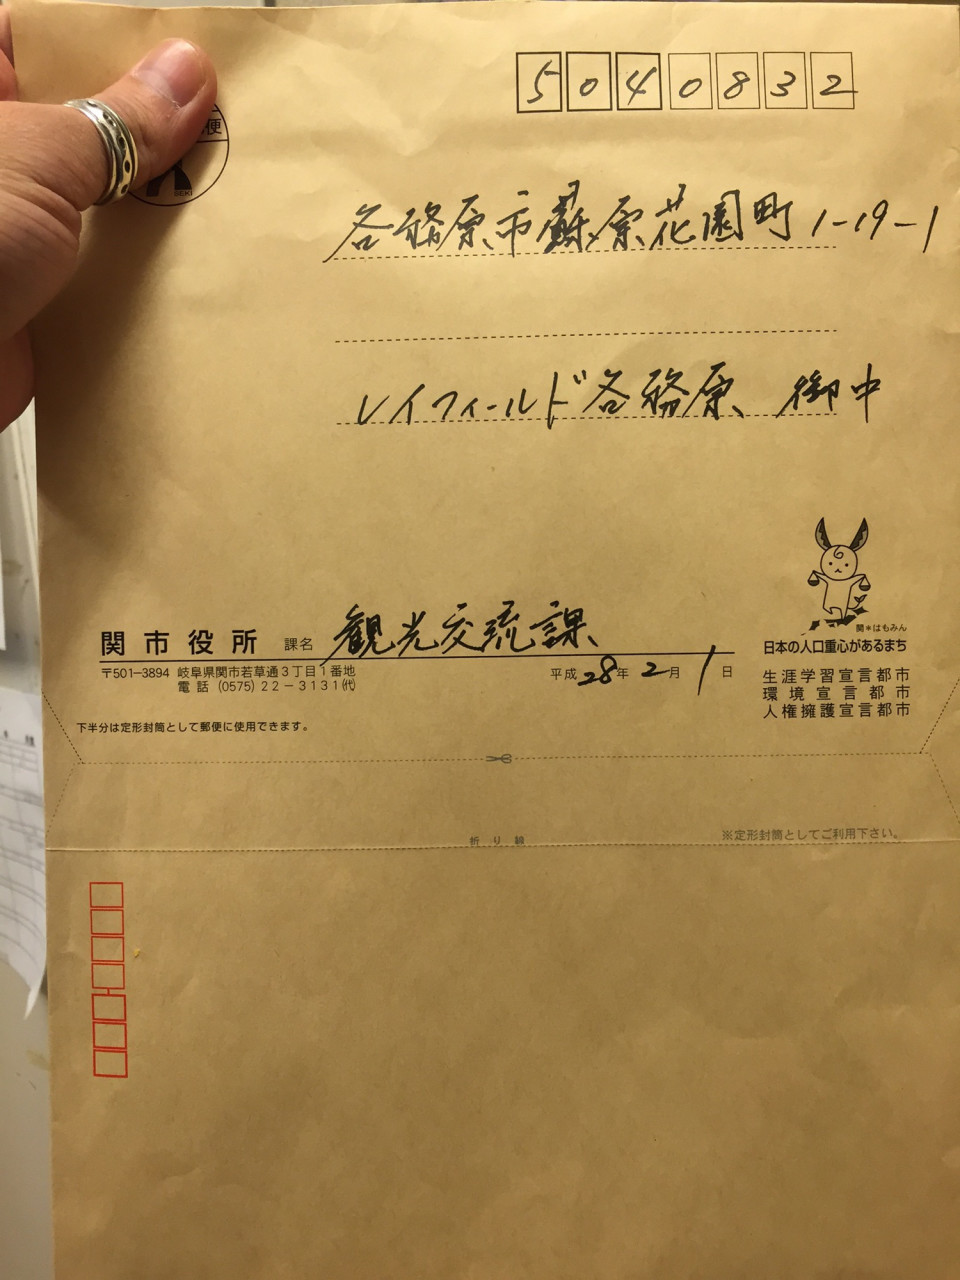 5040832
便
SEKI
各務原市蘇原花園町1-19-1
レイフィールド各務原 御中
関*はもみん
関市役所 課名 観光交流課
日本の人口重心があるまち
〒501-3894 岐阜県関市若草通3丁目1番地
平成28年2月1日
電話 (0575) 22-3131㈹
生涯学習宣言都市
環境宣言都市
人権擁護宣言都市
下半分は定形封筒として郵便に使用できます。
※定形封筒としてご利用下さい。
折り線